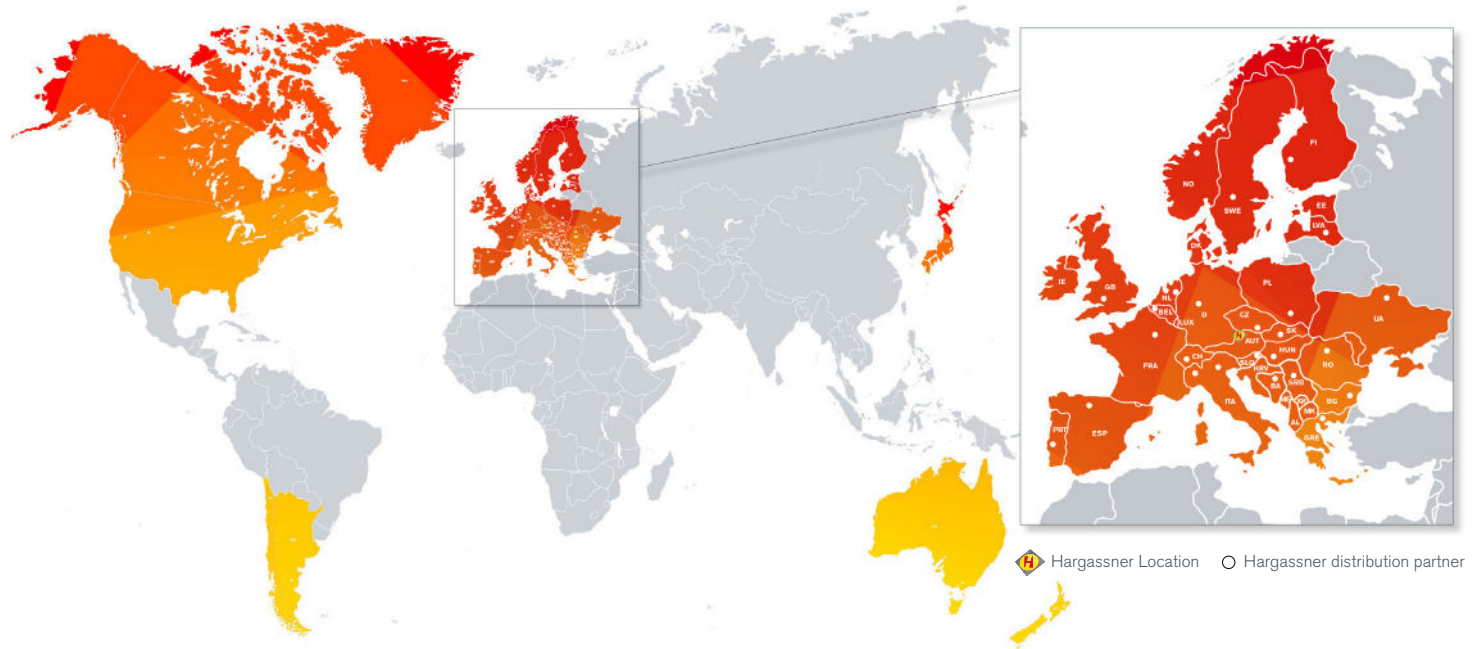 NO
FI
SWE
EE
LVA
DK
IE
GB
NL
BEL
LUX
D
PL
CZ
SK
UA
AUT
CH
HUN
FRA
SLO
HRV
RO
BA
SRB
ITA
BG
MK
AL
PRT
ESP
GRE
H Hargassner Location
Hargassner distribution partner